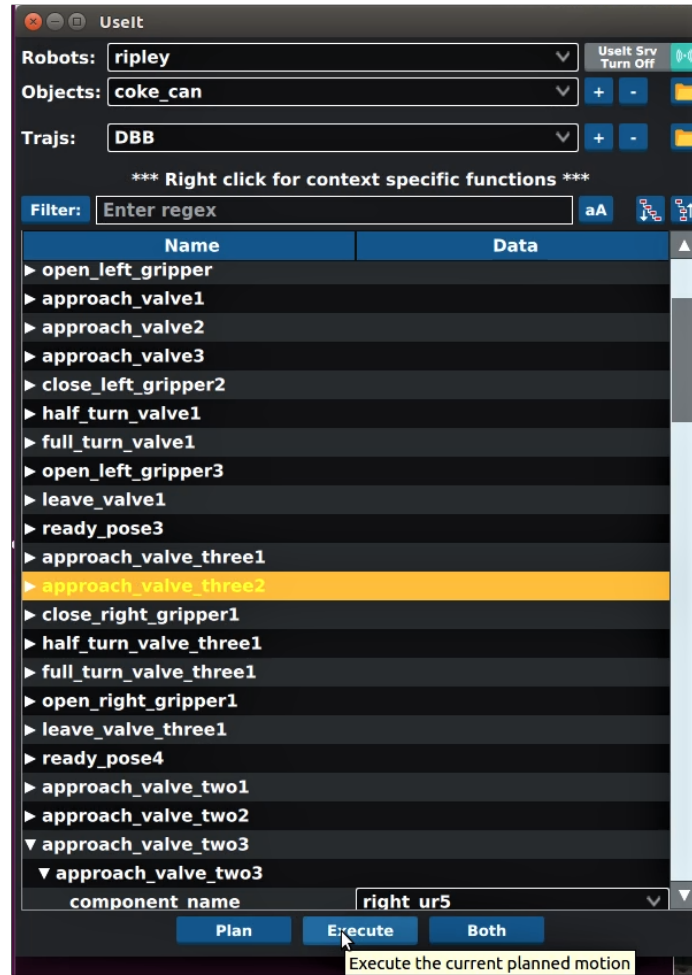 UseIt
Robots: ripley UseIt Srv Turn Off
Objects: coke_can + -
Trajs: DBB + -
*** Right click for context specific functions ***
Filter: Enter regex aA
Name Data
open_left_gripper
approach_valve1
approach_valve2
approach_valve3
close_left_gripper2
half_turn_valve1
full_turn_valve1
open_left_gripper3
leave_valve1
ready_pose3
approach_valve_three1
approach_valve_three2
close_right_gripper1
half_turn_valve_three1
full_turn_valve_three1
open_right_gripper1
leave_valve_three1
ready_pose4
approach_valve_two1
approach_valve_two2
approach_valve_two3
approach_valve_two3
component_name right_ur5
Plan Execute Both
Execute the current planned motion